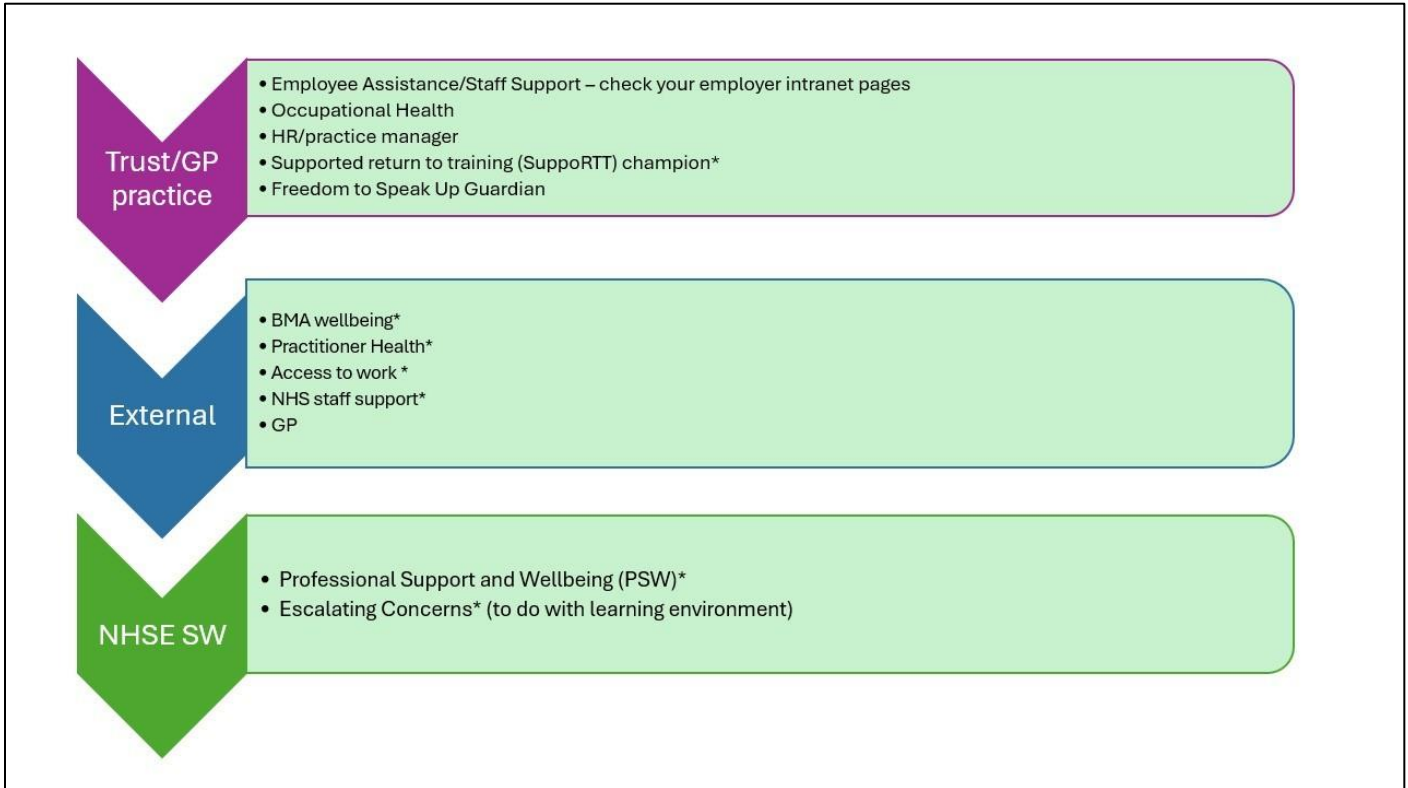 Trust/GP
practice
• Employee Assistance/Staff Support – check your employer intranet pages
• Occupational Health
• HR/practice manager
• Supported return to training (SuppoRTT) champion*
• Freedom to Speak Up Guardian
External
• BMA wellbeing*
• Practitioner Health*
• Access to work *
• NHS staff support*
• GP
NHSE SW
• Professional Support and Wellbeing (PSW)*
• Escalating Concerns* (to do with learning environment)